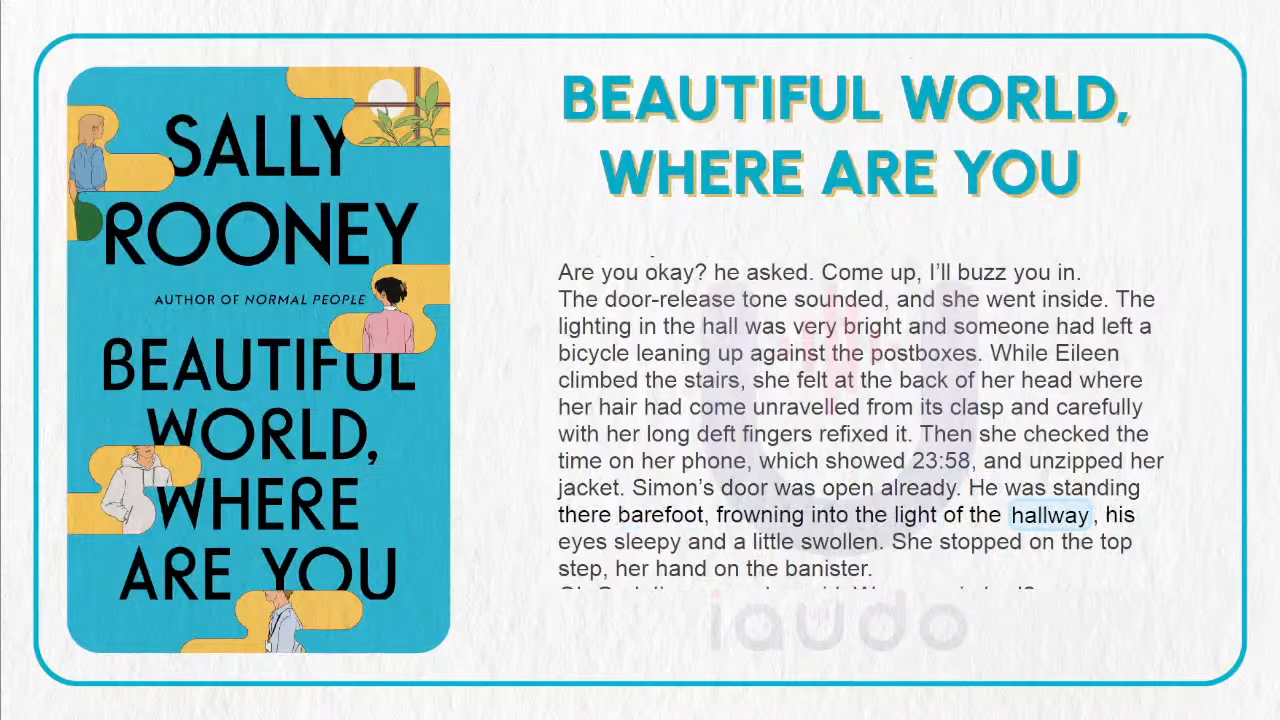 SALLY
ROONEY
AUTHOR OF NORMAL PEOPLE
BEAUTIFUL
WORLD,
WHERE
ARE YOU
BEAUTIFUL WORLD,
WHERE ARE YOU
Are you okay? he asked. Come up, I’ll buzz you in.
The door-release tone sounded, and she went inside. The
lighting in the hall was very bright and someone had left a
bicycle leaning up against the postboxes. While Eileen
climbed the stairs, she felt at the back of her head where
her hair had come unravelled from its clasp and carefully
with her long deft fingers refixed it. Then she checked the
time on her phone, which showed 23:58, and unzipped her
jacket. Simon’s door was open already. He was standing
there barefoot, frowning into the light of the hallway, his
eyes sleepy and a little swollen. She stopped on the top
step, her hand on the banister.
iaudo